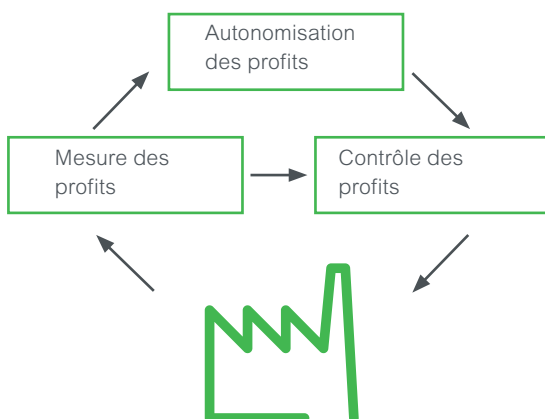 Autonomisation
des profits
Mesure des
profits
Contrôle des
profits